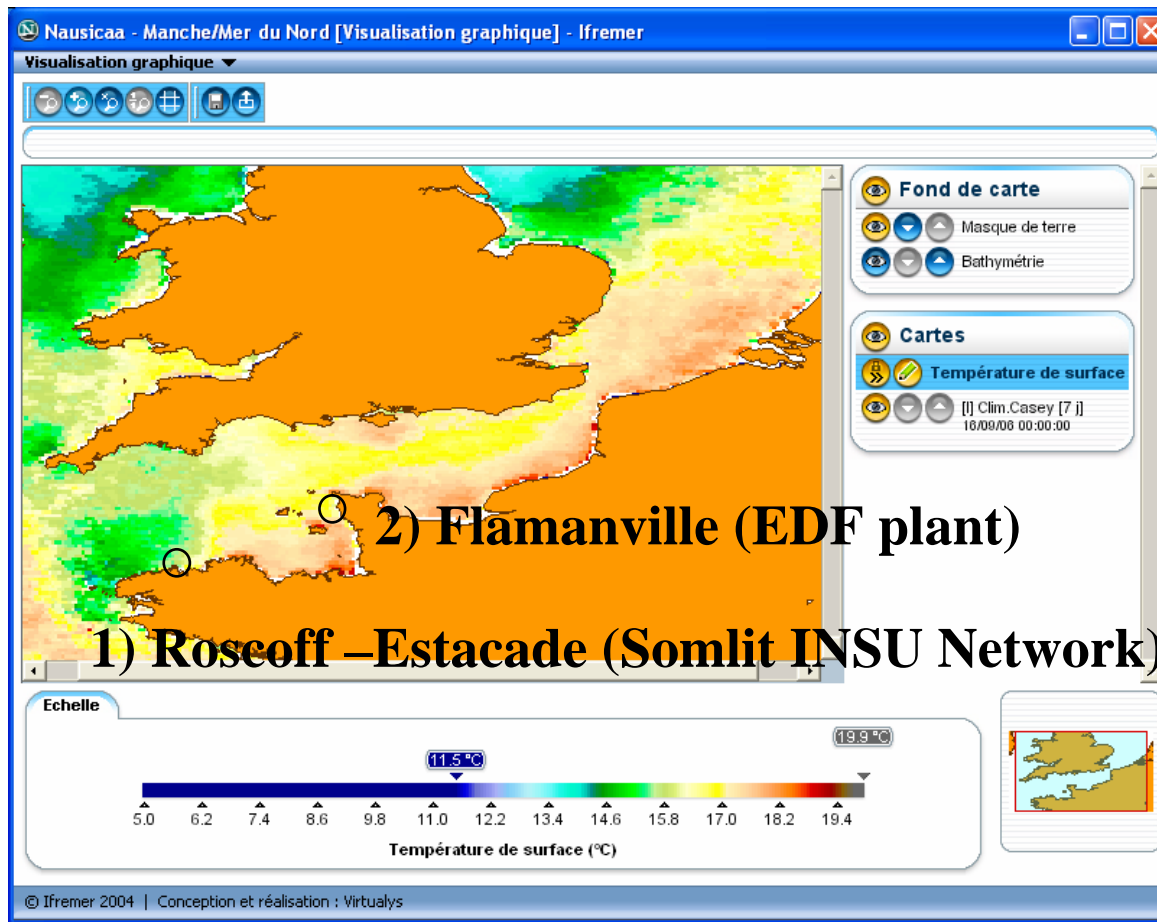 Nausicaa - Manche/Mer du Nord [Visualisation graphique] - Ifremer
Visualisation graphique
Fond de carte
Masque de terre
Bathymétrie
Cartes
Température de surface
[I] Clim.Casey [7 j]
16/09/06 00:00:00
2) Flamanville (EDF plant)
1) Roscoff –Estacade (Somlit INSU Network)
Echelle
19.9 °C
11.5 °C
5.0 6.2 7.4 8.6 9.8 11.0 12.2 13.4 14.6 15.8 17.0 18.2 19.4
Température de surface (°C)
© Ifremer 2004 | Conception et réalisation : Virtualys